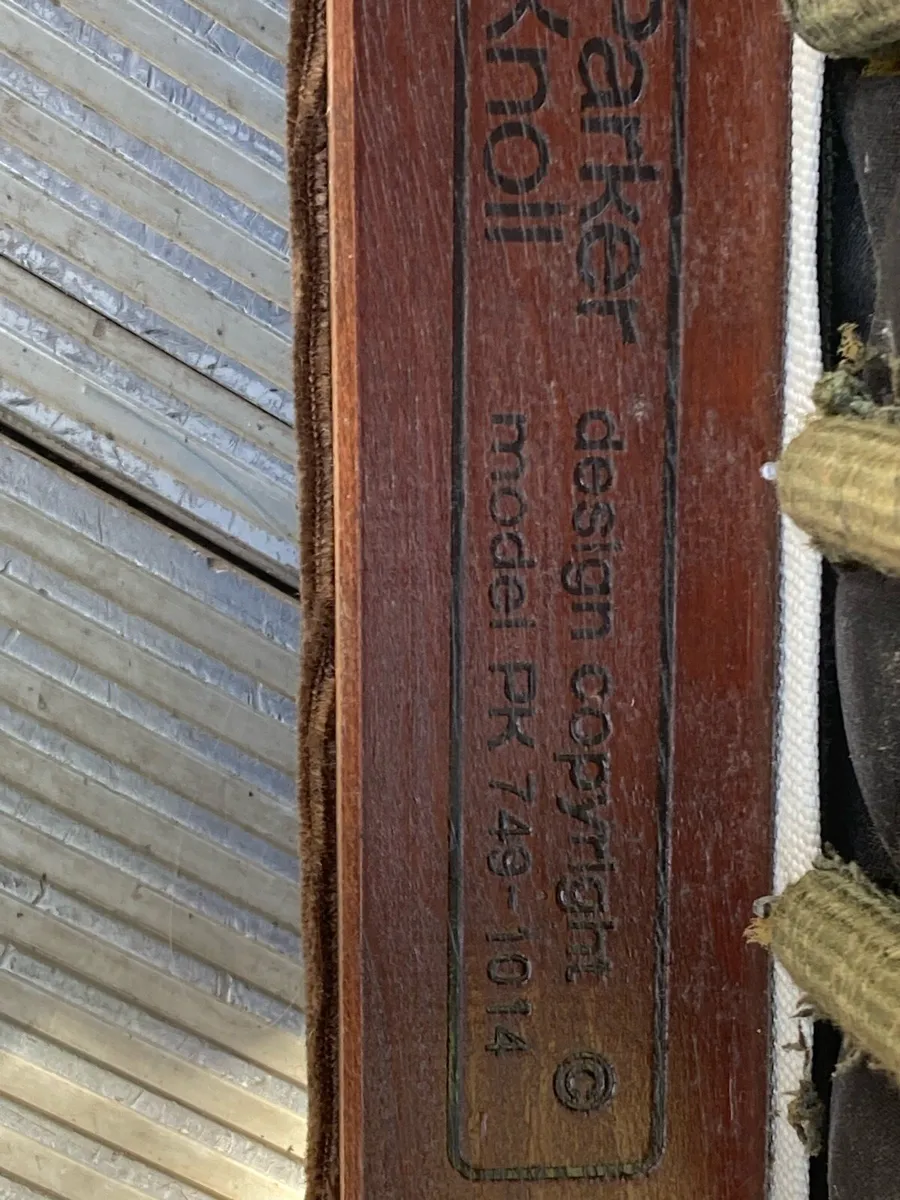 Parker design copyright ©
Knoll model PK 749-1014